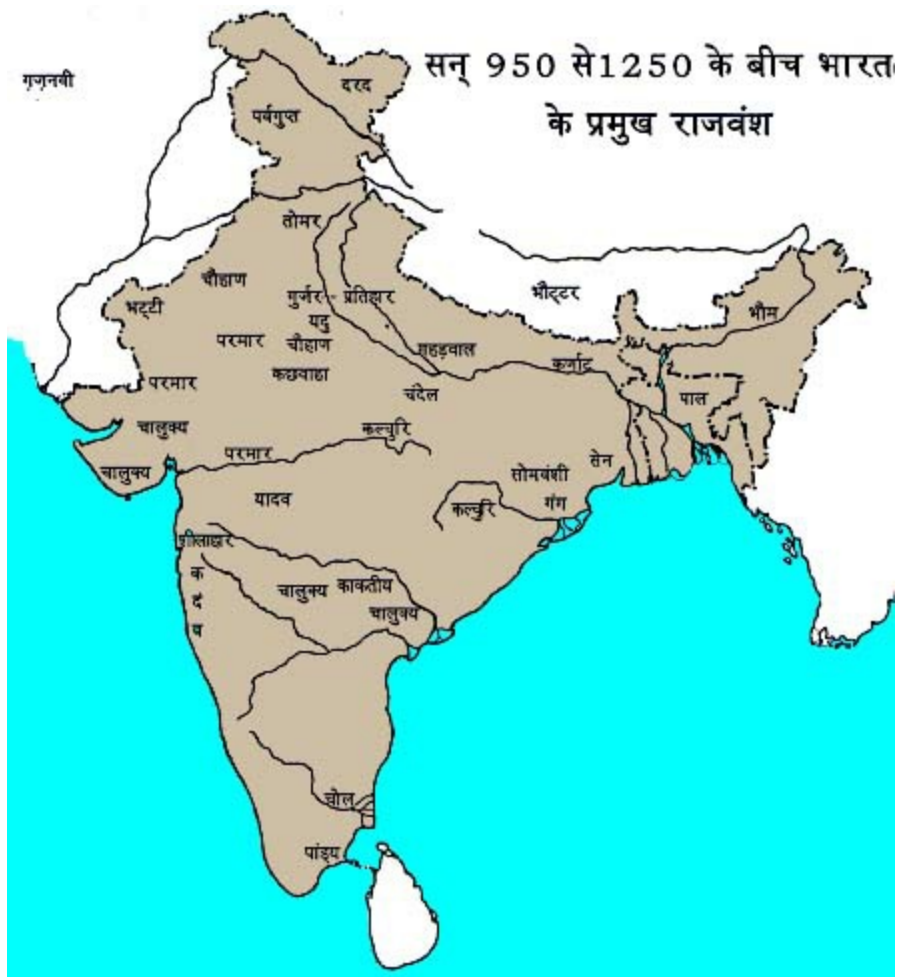 सन् 950 से1250 के बीच भारत
के प्रमुख राजवंश
ग़ज़नवी
दरद
पर्वगुप्त
तोमर
चौहाण
भट्टी
गुर्जर-प्रतिहार
यदु
भौट्टर
भौम
परमार
चौहाण
गहड़वाल
कर्णाट
परमार
कछवाहा
चंदेल
पाल
चालुक्य
कल्चुरि
परमार
चालुक्य
सोमवंशी
सेन
यादव
कल्चुरि
गंग
शीलाहार
कदंब
चालुक्य
काकतीय
चालुक्य
चोल
पांड्य